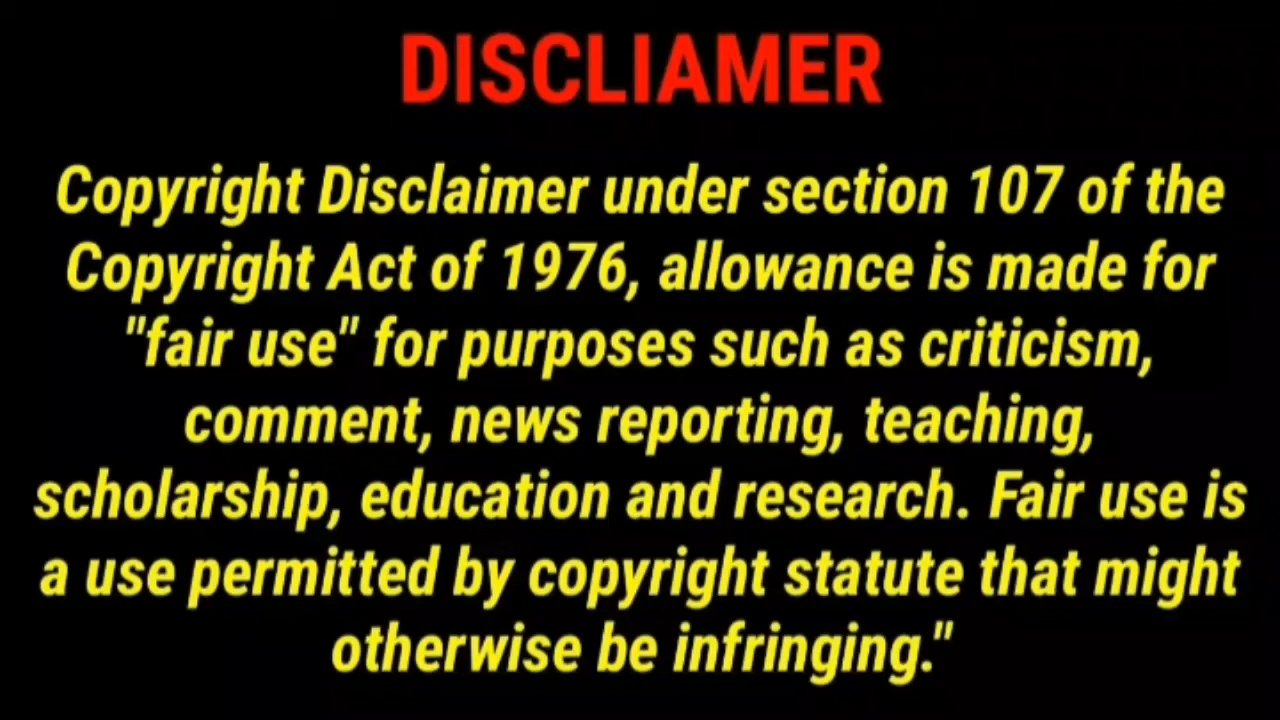 DISCLIAMER
Copyright Disclaimer under section 107 of the
Copyright Act of 1976, allowance is made for
"fair use" for purposes such as criticism,
comment, news reporting, teaching,
scholarship, education and research. Fair use is
a use permitted by copyright statute that might
otherwise be infringing."